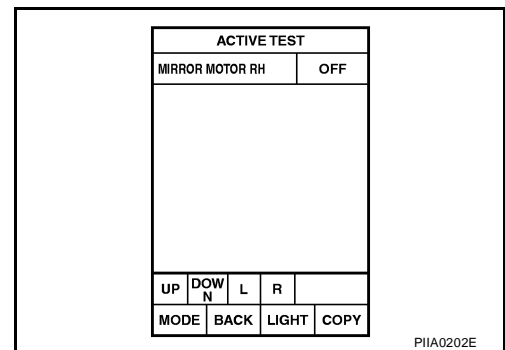 ACTIVE TEST
MIRROR MOTOR RH OFF
UP DOW
N L R
MODE BACK LIGHT COPY
PIIA0202E